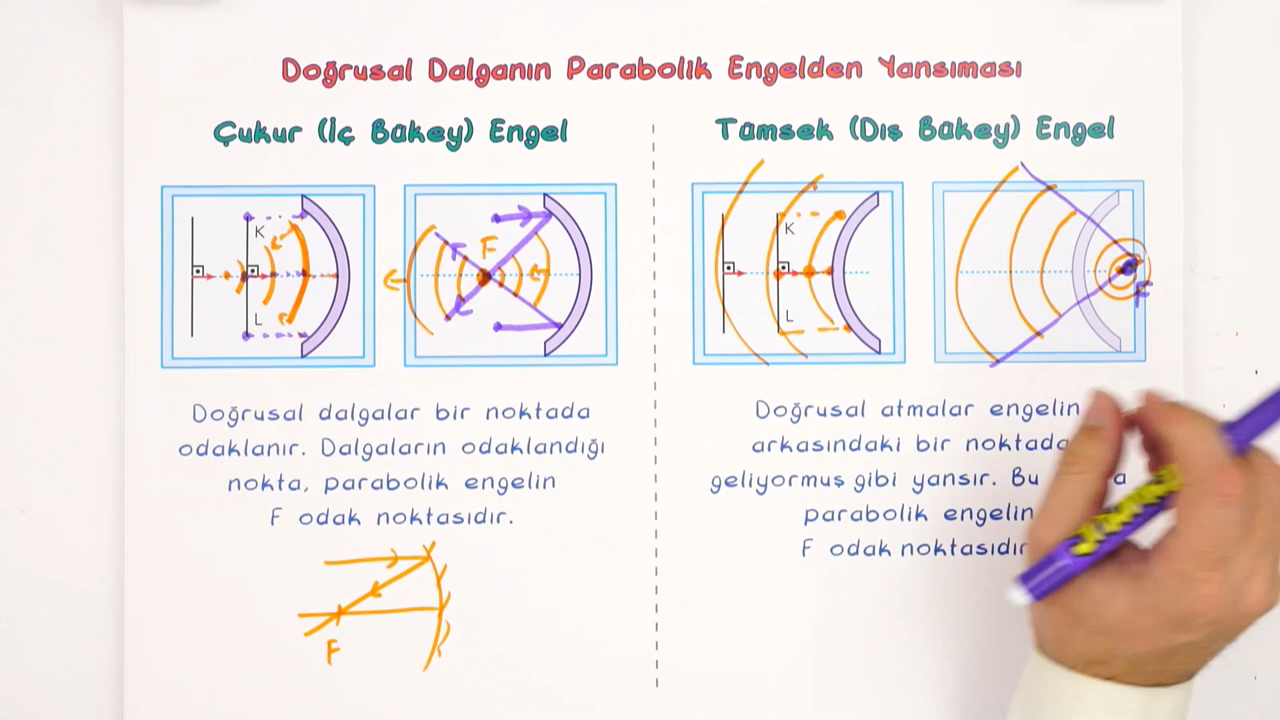 Doğrusal Dalganın Parabolik Engelden Yansıması
Çukur (İç Bükey) Engel
K
L
F
Doğrusal dalgalar bir noktada
odaklanır. Dalgaların odaklandığı
nokta, parabolik engelin
F odak noktasıdır.
F
Tümsek (Dış Bükey) Engel
K
L
F
Doğrusal atmalar engelin
arkasındaki bir noktada
geliyormuş gibi yansır. Bu
parabolik engelin
F odak noktasıdır